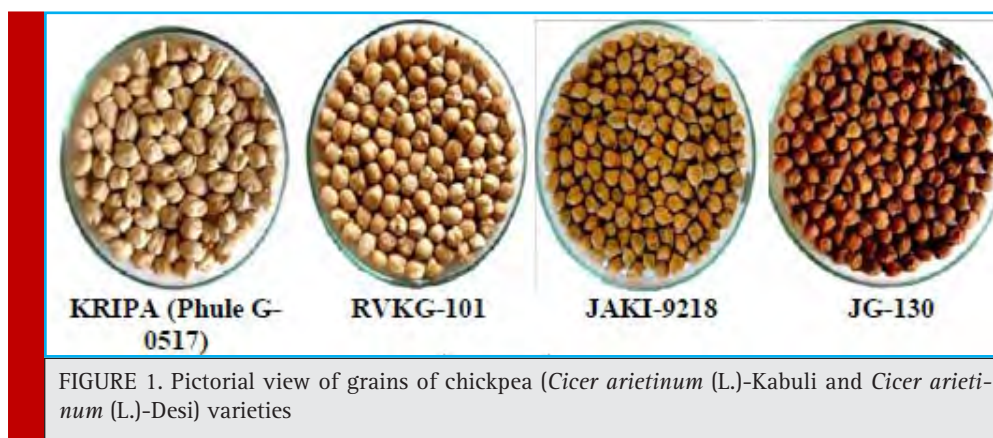 KRIPA (Phule G-
0517)
RVKG-101
JAKI-9218
JG-130
FIGURE 1. Pictorial view of grains of chickpea (Cicer arietinum (L.)-Kabuli and Cicer arieti-
num (L.)-Desi) varieties